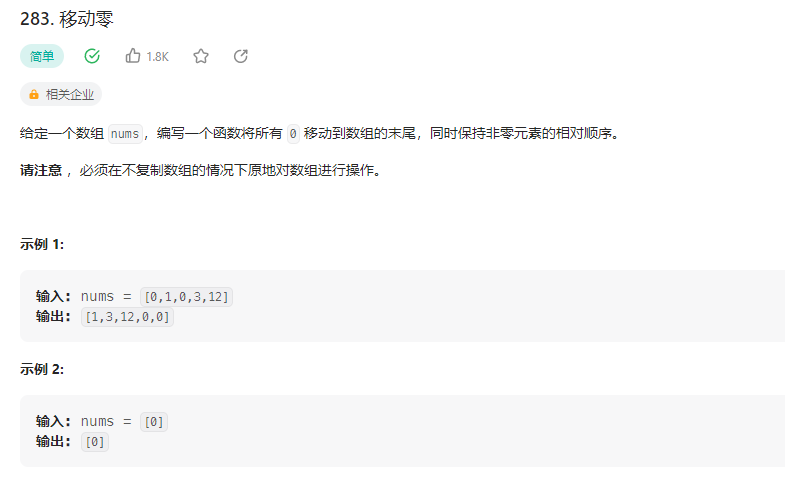 283. 移动零
简单
1.8K
相关企业
给定一个数组 nums，编写一个函数将所有 0 移动到数组的末尾，同时保持非零元素的相对顺序。
请注意 ，必须在不复制数组的情况下原地对数组进行操作。
示例 1:
输入: nums = [0,1,0,3,12]
输出: [1,3,12,0,0]
示例 2:
输入: nums = [0]
输出: [0]